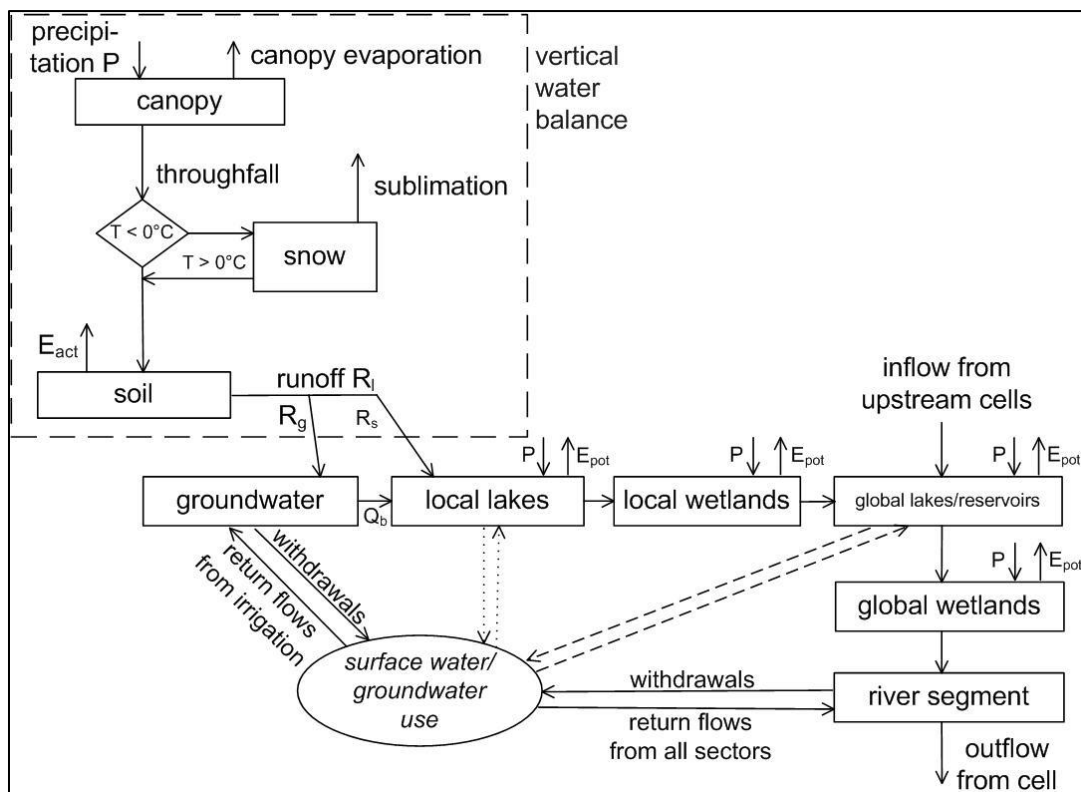 precipi-
tation P
canopy evaporation
vertical
water
balance
canopy
throughfall
sublimation
T < 0°C
snow
T > 0°C
E_act
soil
runoff R_l
R_g
R_s
inflow from
upstream cells
P
E_pot
P
E_pot
P
E_pot
groundwater
Q_b
local lakes
local wetlands
global lakes/reservoirs
withdrawals
return flows
from irrigation
P
E_pot
global wetlands
surface water/
groundwater
use
withdrawals
river segment
return flows
from all sectors
outflow
from cell